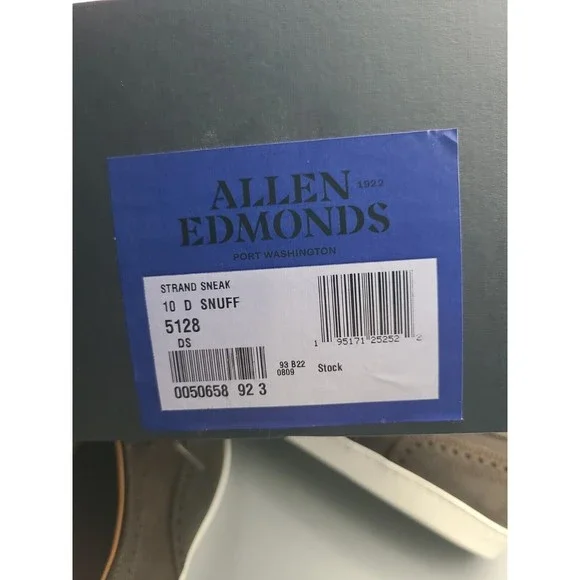 ALLEN 1922
EDMONDS
PORT WASHINGTON
STRAND SNEAK
10 D SNUFF
5128
DS
1 95171 25252 2
93 B22
0809
Stock
0050658 92 3